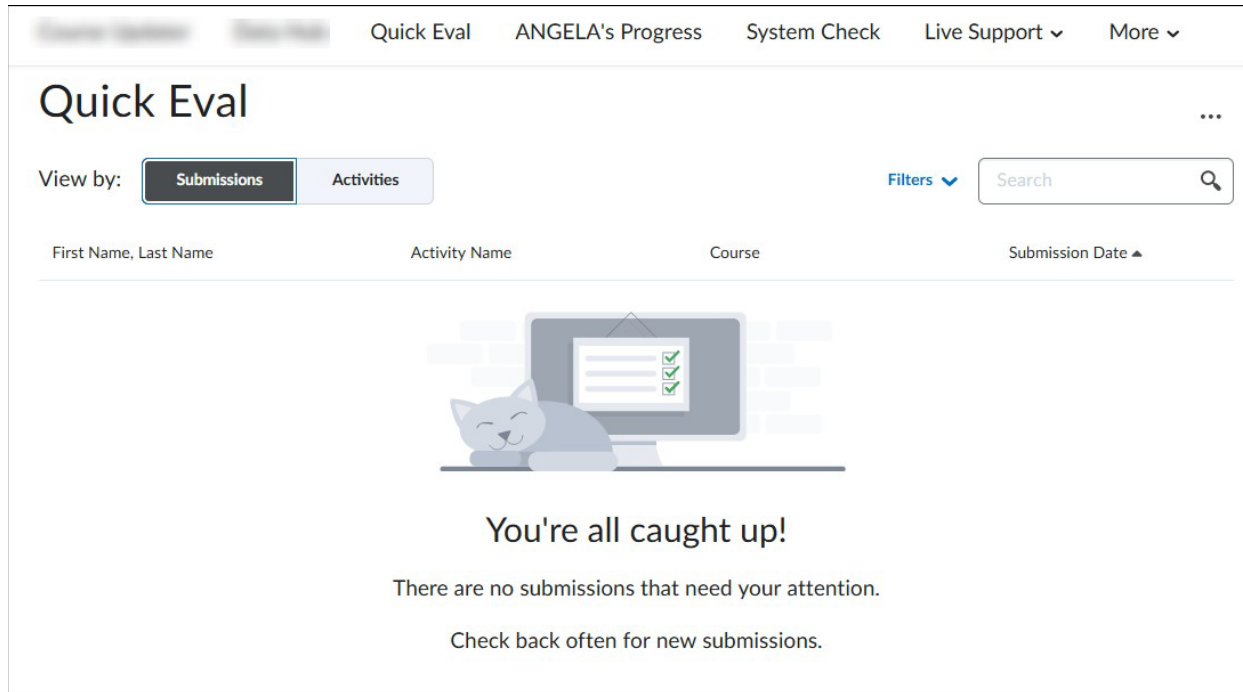 Quick Eval ANGELA's Progress System Check Live Support More
Quick Eval
View by: Submissions Activities Filters Search
First Name, Last Name Activity Name Course Submission Date
You're all caught up!
There are no submissions that need your attention.
Check back often for new submissions.